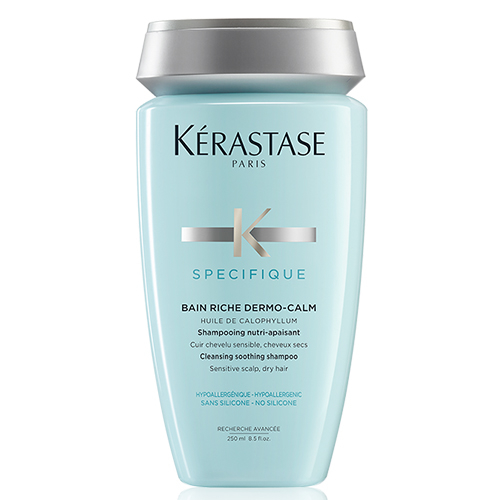 KÉRASTASE
PARIS
K
SPECIFIQUE
BAIN RICHE DERMO-CALM
HUILE DE CALOPHYLLUM
Shampooing nutri-apaisant
Cuir chevelu sensible, cheveux secs
Cleansing soothing shampoo
Sensitive scalp, dry hair
HYPOALLERGÉNIQUE - HYPOALLERGENIC
SANS SILICONE - NO SILICONE
RECHERCHE AVANCÉE
250 ml 8.5 fl.oz.